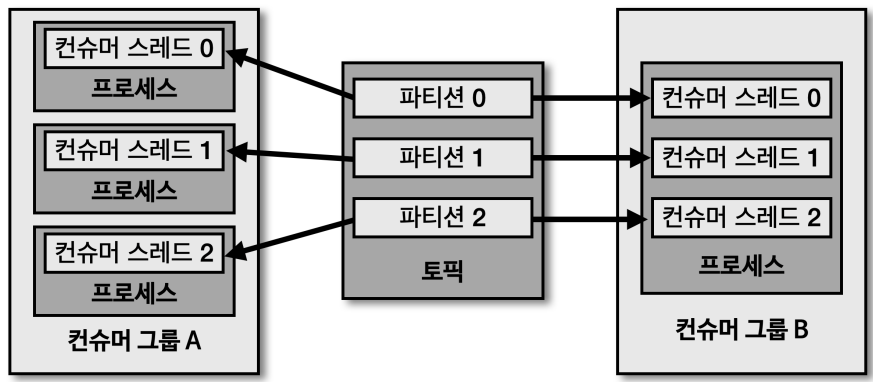 컨슈머 스레드 0
프로세스
컨슈머 스레드 1
프로세스
컨슈머 스레드 2
프로세스
컨슈머 그룹 A
파티션 0
파티션 1
파티션 2
토픽
컨슈머 스레드 0
컨슈머 스레드 1
컨슈머 스레드 2
프로세스
컨슈머 그룹 B